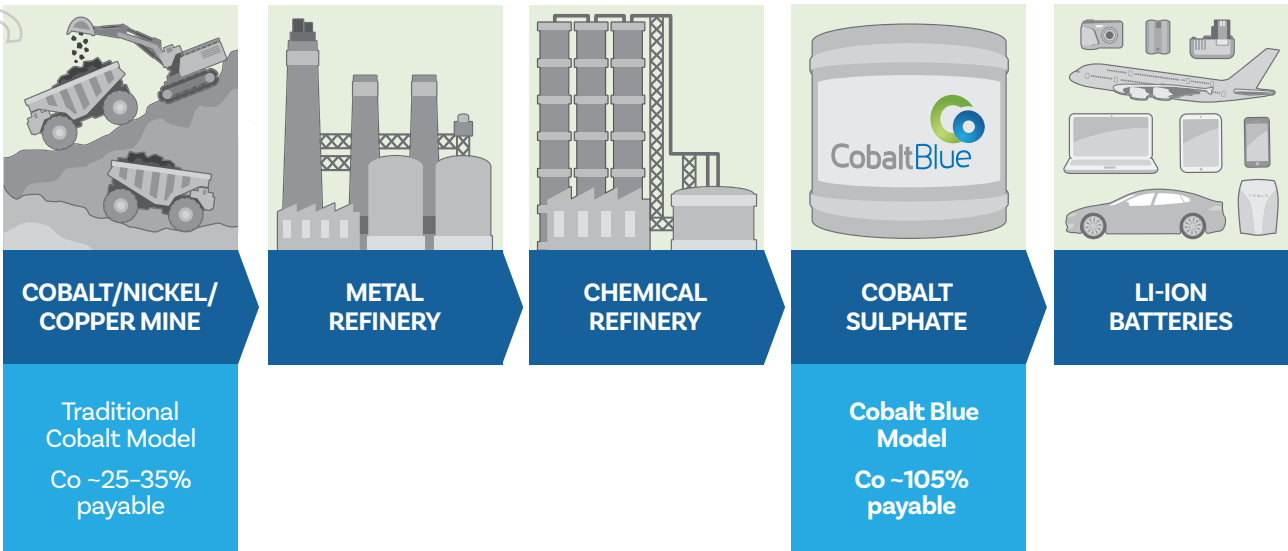 CobaltBlue
TESLA
COBALT/NICKEL/
COPPER MINE
METAL
REFINERY
CHEMICAL
REFINERY
COBALT
SULPHATE
LI-ION
BATTERIES
Traditional
Cobalt Model
Co ~25–35%
payable
Cobalt Blue
Model
Co ~105%
payable